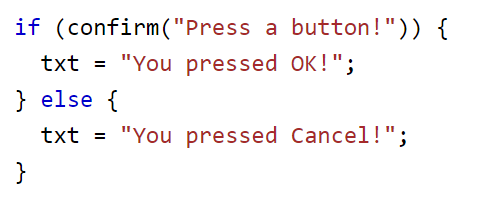 if (confirm("Press a button!")) {
  txt = "You pressed OK!";
} else {
  txt = "You pressed Cancel!";
}